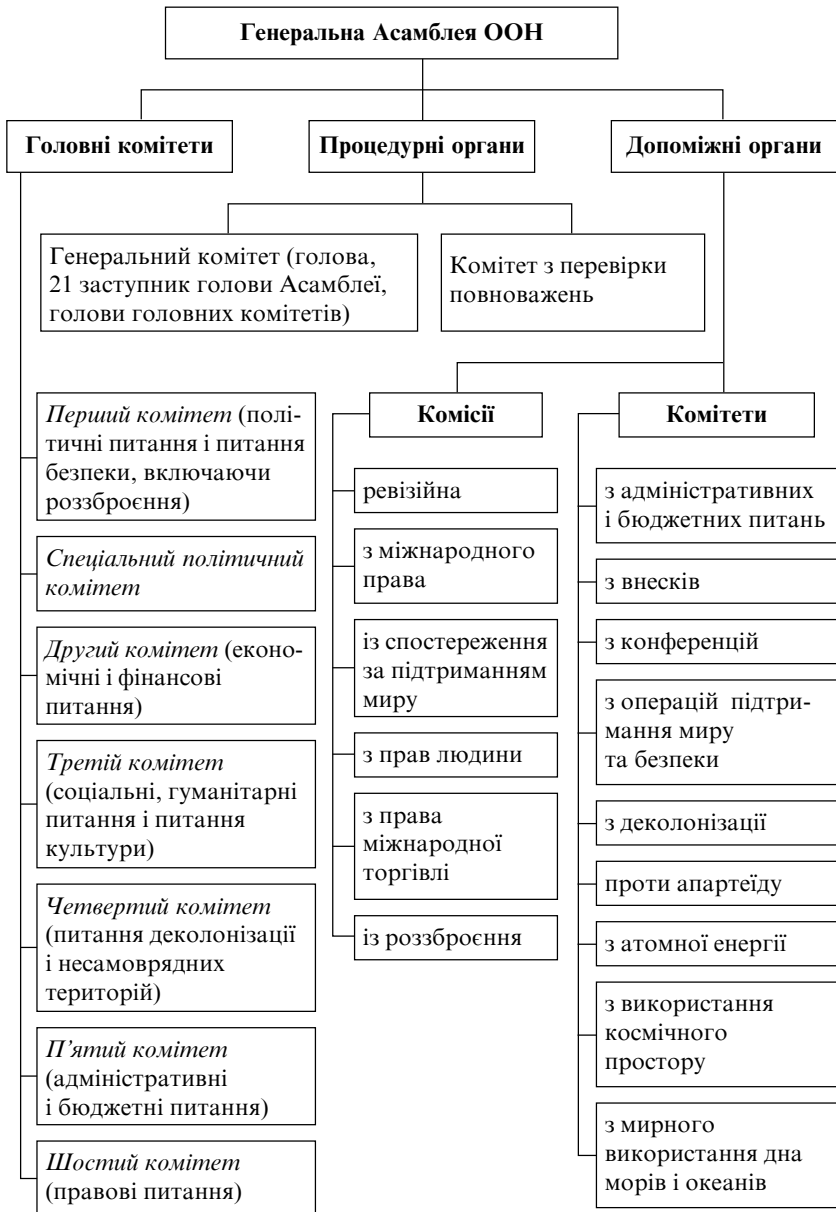 Генеральна Асамблея ООН
Головні комітети
Процедурні органи
Допоміжні органи
Генеральний комітет (голова,
21 заступник голови Асамблеї,
голови головних комітетів)
Комітет з перевірки
повноважень
Перший комітет (полі-
тичні питання і питання
безпеки, включаючи
роззброєння)
Спеціальний політичний
комітет
Другий комітет (еконо-
мічні і фінансові
питання)
Третій комітет
(соціальні, гуманітарні
питання і питання
культури)
Четвертий комітет
(питання деколонізації
і несамоврядних
територій)
П'ятий комітет
(адміністративні
і бюджетні питання)
Шостий комітет
(правові питання)
Комісії
ревізійна
з міжнародного
права
із спостереження
за підтриманням
миру
з прав людини
з права
міжнародної
торгівлі
із роззброєння
Комітети
з адміністративних
і бюджетних питань
з внесків
з конференцій
з операцій підтри-
мання миру
та безпеки
з деколонізації
проти апартеїду
з атомної енергії
з використання
космічного
простору
з мирного
використання дна
морів і океанів